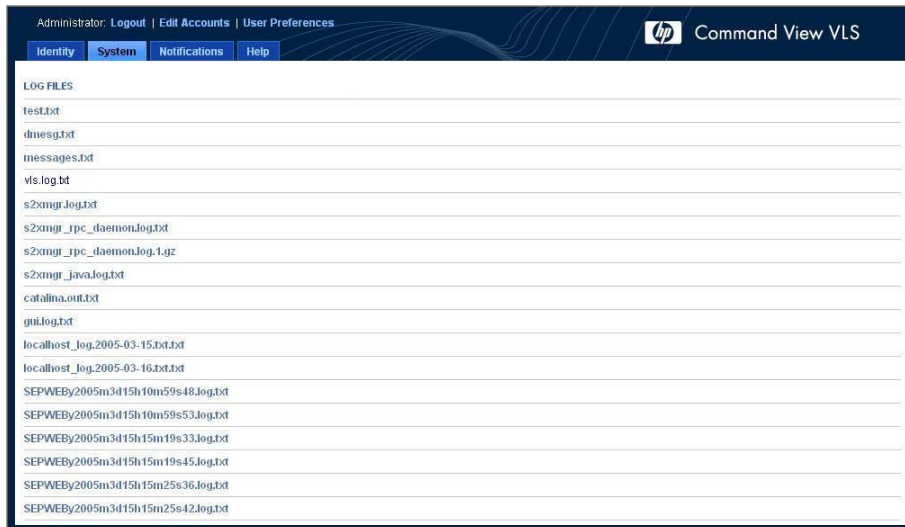 Administrator: Logout | Edit Accounts | User Preferences
hp Command View VLS
Identity System Notifications Help
LOG FILES
test.txt
dmesg.txt
messages.txt
vls.log.txt
s2xmgr.log.txt
s2xmgr_rpc_daemon.log.txt
s2xmgr_rpc_daemon.log.1.gz
s2xmgr_java.log.txt
catalina.out.txt
gui.log.txt
localhost_log.2005-03-15.txt.txt
localhost_log.2005-03-16.txt.txt
SEPWEBy2005m3d15h10m59s48.log.txt
SEPWEBy2005m3d15h10m59s53.log.txt
SEPWEBy2005m3d15h15m19s33.log.txt
SEPWEBy2005m3d15h15m19s45.log.txt
SEPWEBy2005m3d15h15m25s36.log.txt
SEPWEBy2005m3d15h15m25s42.log.txt